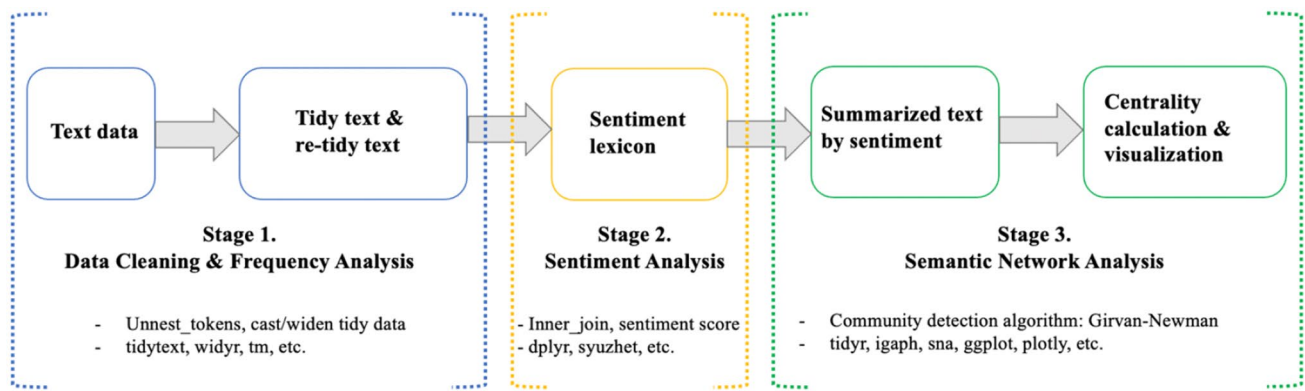 Text data
Tidy text &
re-tidy text
Sentiment
lexicon
Summarized text
by sentiment
Centrality
calculation &
visualization
Stage 1.
Data Cleaning & Frequency Analysis
- Unnest_tokens, cast/widen tidy data
- tidytext, widyr, tm, etc.
Stage 2.
Sentiment Analysis
- Inner_join, sentiment score
- dplyr, syuzhet, etc.
Stage 3.
Semantic Network Analysis
- Community detection algorithm: Girvan-Newman
- tidyr, igaph, sna, ggplot, plotly, etc.